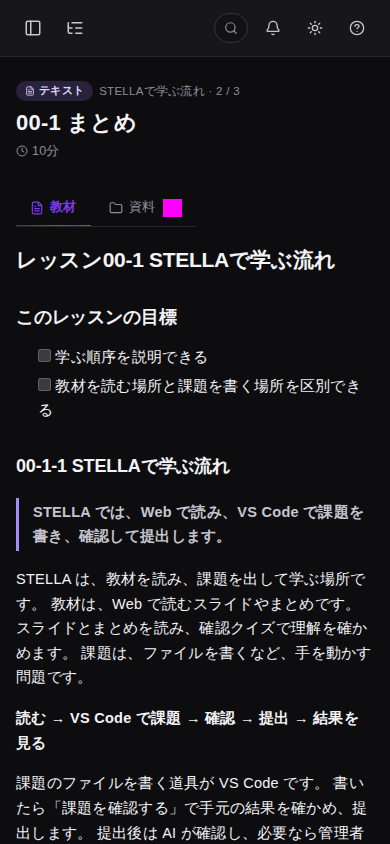 テキスト STELLAで学ぶ流れ · 2 / 3
00-1 まとめ
10分
教材 資料
レッスン00-1 STELLAで学ぶ流れ
このレッスンの目標
学ぶ順序を説明できる
教材を読む場所と課題を書く場所を区別でき
る
00-1-1 STELLAで学ぶ流れ
STELLA では、Web で読み、VS Code で課題を
書き、確認して提出します。
STELLA は、教材を読み、課題を出して学ぶ場所で
す。 教材は、Web で読むスライドやまとめです。
スライドとまとめを読み、確認クイズで理解を確か
めます。 課題は、ファイルを書くなど、手を動かす
問題です。
読む → VS Code で課題 → 確認 → 提出 → 結果を
見る
課題のファイルを書く道具が VS Code です。 書い
たら「課題を確認する」で手元の結果を確かめ、提
出します。 提出後は AI が確認し、必要なら管理者